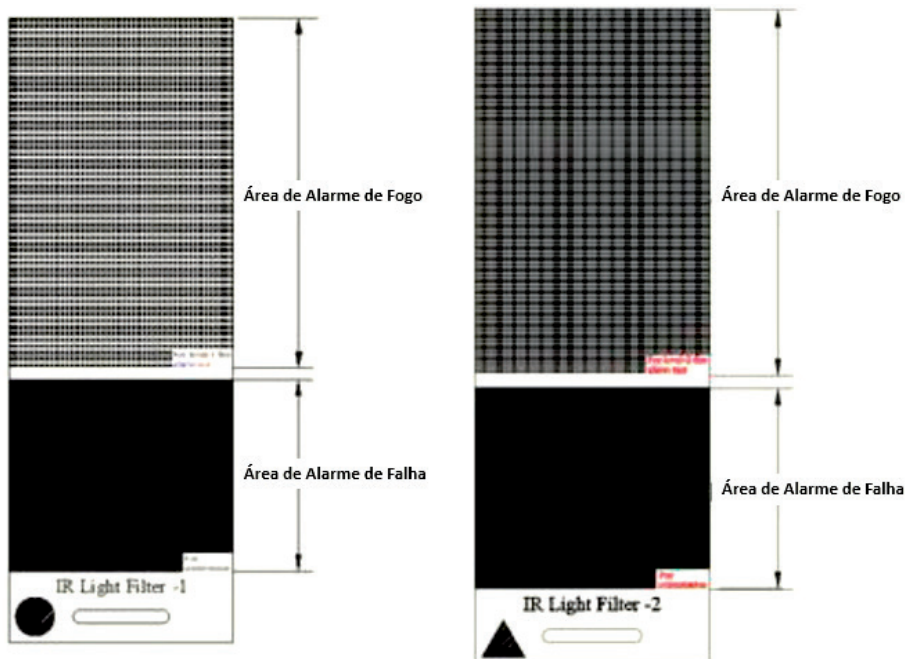 Área de Alarme de Fogo
Área de Alarme de Falha
IR Light Filter -1
Área de Alarme de Fogo
Área de Alarme de Falha
IR Light Filter -2